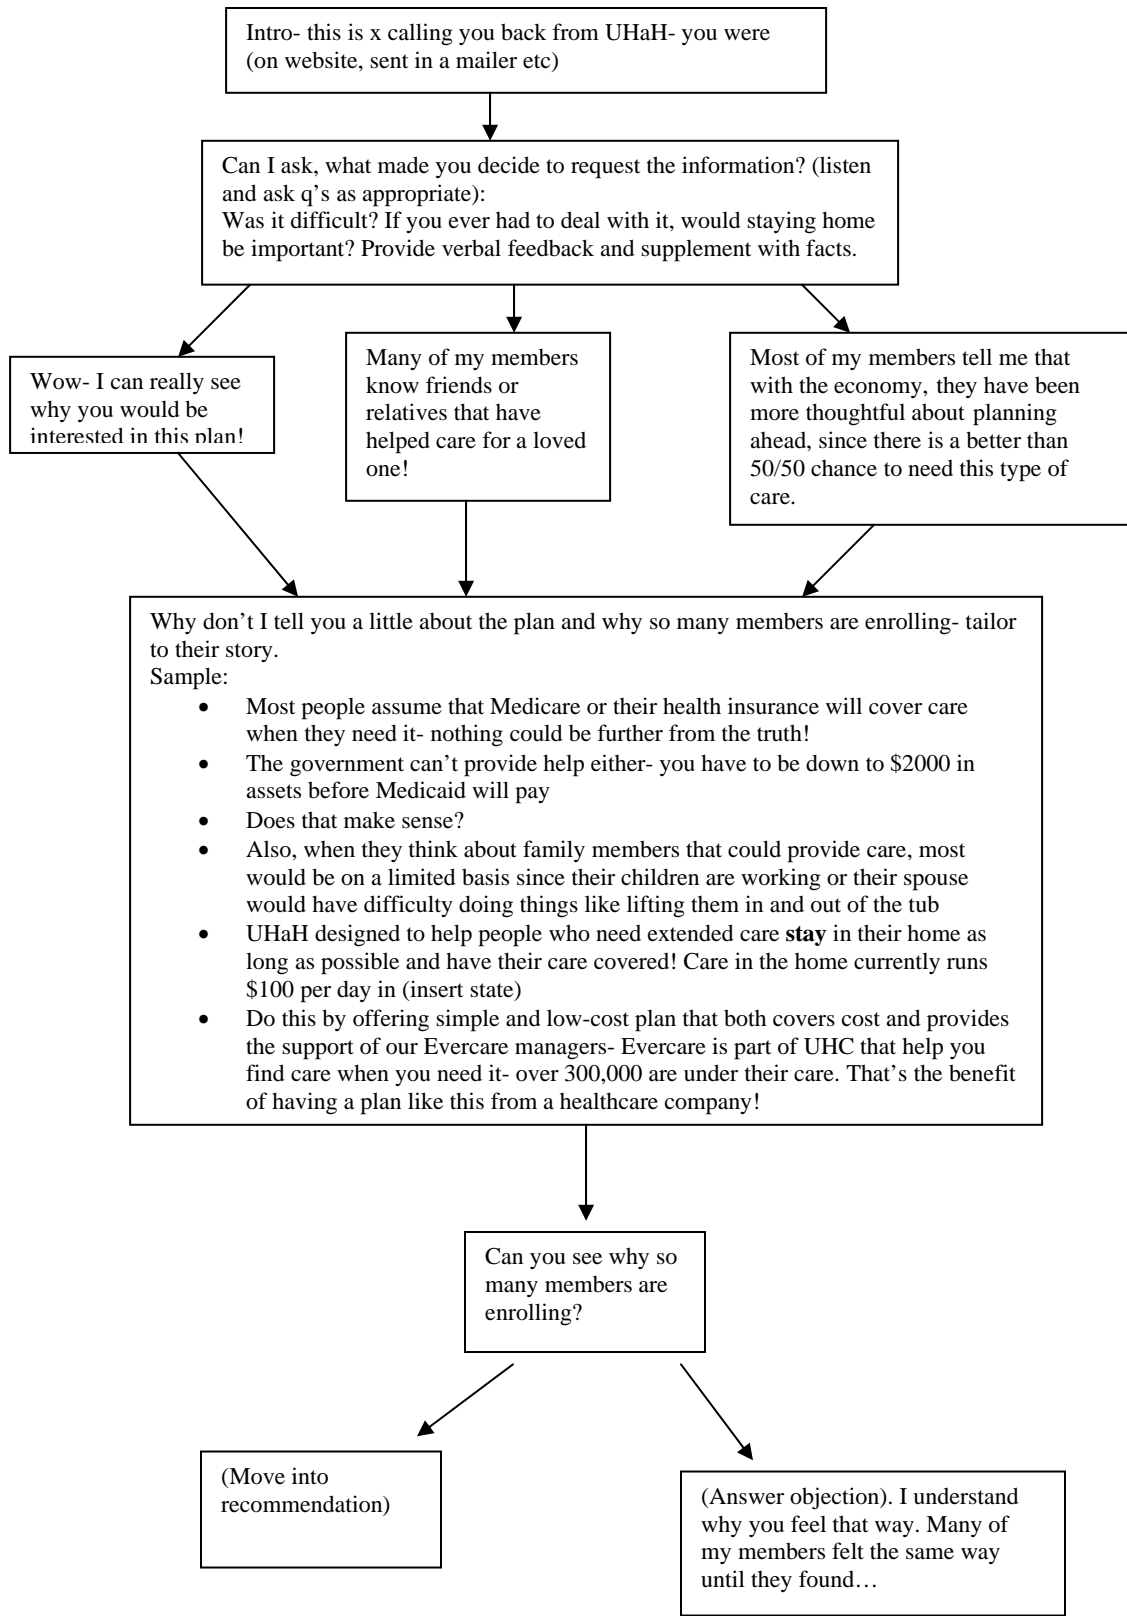 Intro- this is x calling you back from UHaH- you were
(on website, sent in a mailer etc)
Can I ask, what made you decide to request the information? (listen
and ask q’s as appropriate):
Was it difficult? If you ever had to deal with it, would staying home
be important? Provide verbal feedback and supplement with facts.
Wow- I can really see
why you would be
interested in this plan!
Many of my members
know friends or
relatives that have
helped care for a loved
one!
Most of my members tell me that
with the economy, they have been
more thoughtful about planning
ahead, since there is a better than
50/50 chance to need this type of
care.
Why don’t I tell you a little about the plan and why so many members are enrolling- tailor
to their story.
Sample:
• Most people assume that Medicare or their health insurance will cover care
when they need it- nothing could be further from the truth!
• The government can’t provide help either- you have to be down to $2000 in
assets before Medicaid will pay
• Does that make sense?
• Also, when they think about family members that could provide care, most
would be on a limited basis since their children are working or their spouse
would have difficulty doing things like lifting them in and out of the tub
• UHaH designed to help people who need extended care stay in their home as
long as possible and have their care covered! Care in the home currently runs
$100 per day in (insert state)
• Do this by offering simple and low-cost plan that both covers cost and provides
the support of our Evercare managers- Evercare is part of UHC that help you
find care when you need it- over 300,000 are under their care. That’s the benefit
of having a plan like this from a healthcare company!
Can you see why so
many members are
enrolling?
(Move into
recommendation)
(Answer objection). I understand
why you feel that way. Many of
my members felt the same way
until they found…